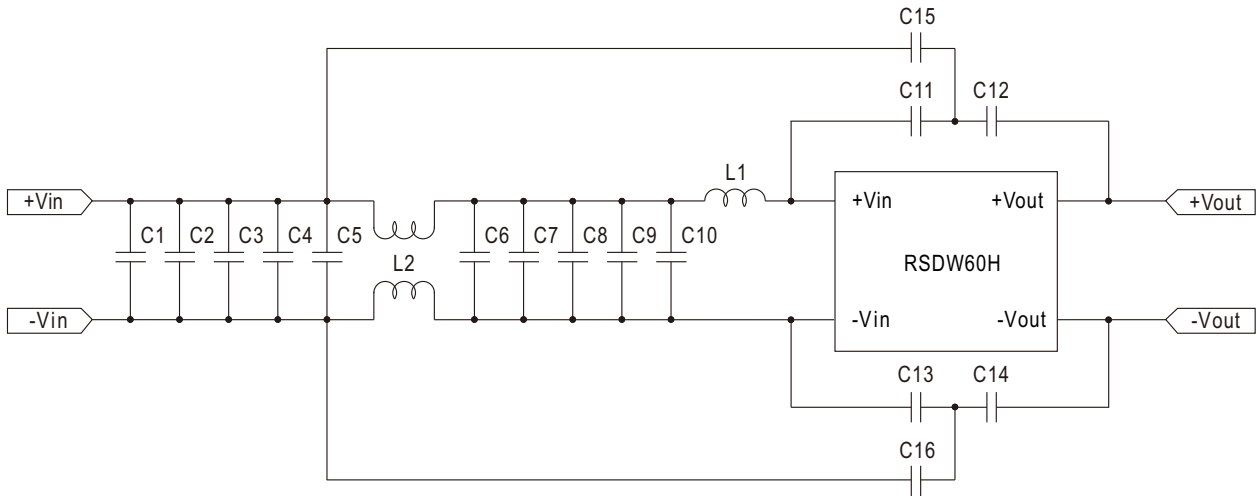 C15
C11 C12
L1
+Vin +Vin +Vout +Vout
C1 C2 C3 C4 C5 C6 C7 C8 C9 C10
L2 RSDW60H
-Vin -Vin -Vout -Vout
C13 C14
C16